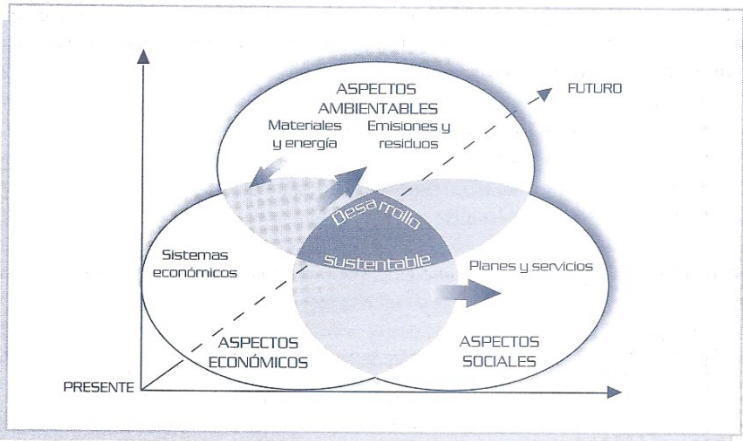 ASPECTOS
AMBIENTABLES
FUTURO
Materiales
y energía
Emisiones y
residuos
Desarrollo
sustentable
Sistemas
económicos
Planes y servicios
ASPECTOS
ECONÓMICOS
ASPECTOS
SOCIALES
PRESENTE